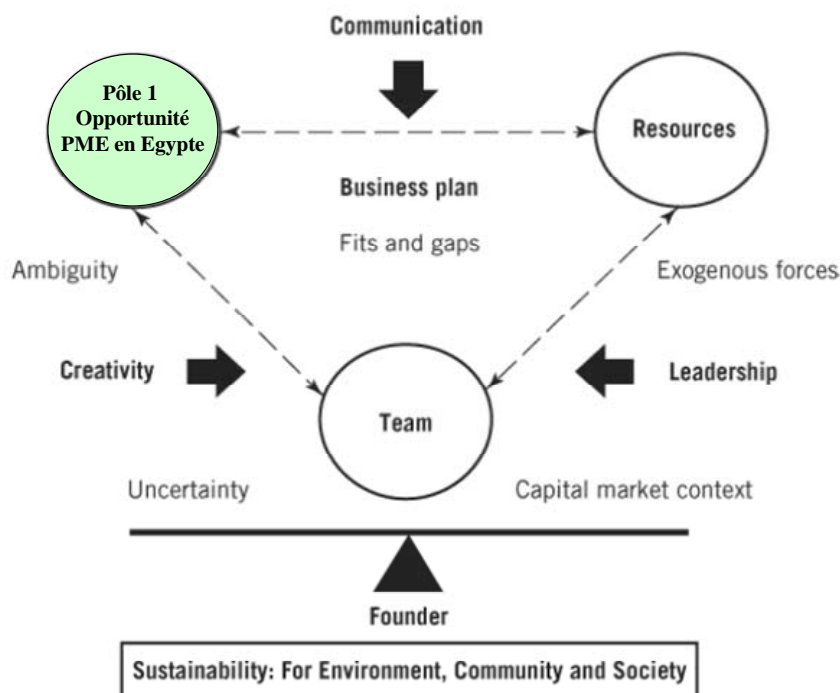 Communication
Pôle 1
Opportunité
PME en Egypte
Resources
Business plan
Fits and gaps
Ambiguity
Exogenous forces
Creativity
Leadership
Team
Uncertainty
Capital market context
Founder
Sustainability: For Environment, Community and Society